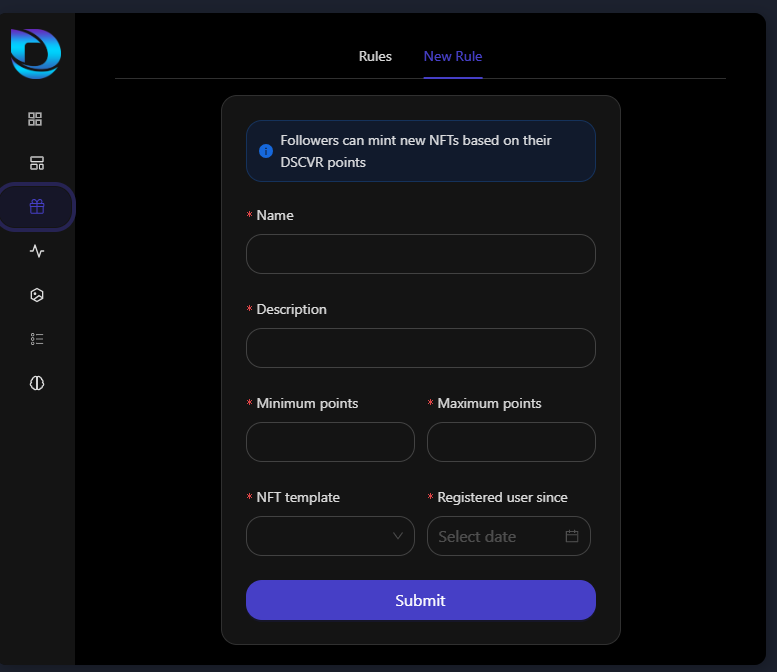 Rules
New Rule
Followers can mint new NFTs based on their
DSCVR points
* Name
* Description
* Minimum points
* Maximum points
* NFT template
* Registered user since
Select date
Submit